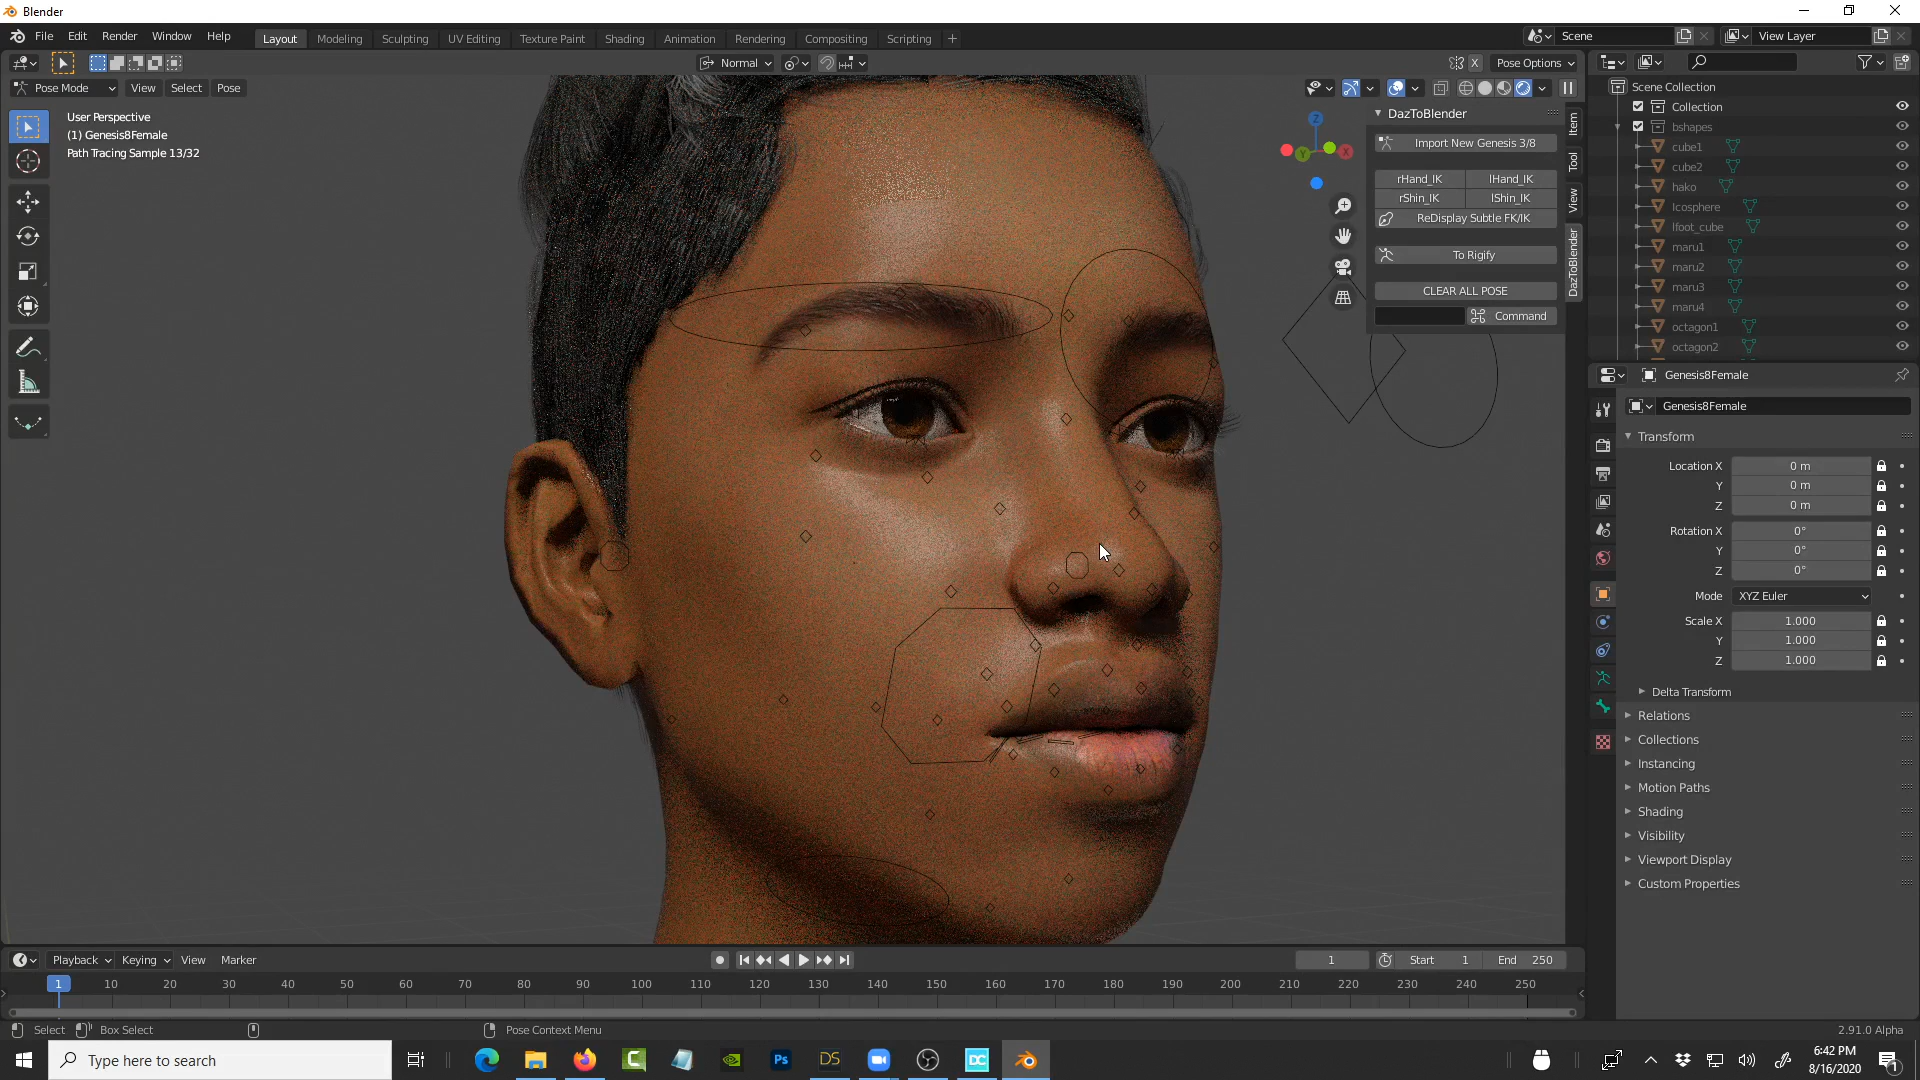 Blender
File Edit Render Window Help
Layout Modeling Sculpting UV Editing Texture Paint Shading Animation Rendering Compositing Scripting +
Scene View Layer
Normal Pose Options
Pose Mode View Select Pose
User Perspective
(1) Genesis8Female
Path Tracing Sample 13/32
X
Z
Y
X
DazToBlender
Import New Genesis 3/8
rHand_IK lHand_IK
rShin_IK lShin_IK
ReDisplay Subtle FK/IK
To Rigify
CLEAR ALL POSE
Command
Item
Tool
View
DazToBlender
Scene Collection
Collection
bshapes
cube1
cube2
hako
Icosphere
lfoot_cube
maru1
maru2
maru3
maru4
octagon1
octagon2
Genesis8Female
Genesis8Female
Transform
Location X 0 m
Y 0 m
Z 0 m
Rotation X 0°
Y 0°
Z 0°
Mode XYZ Euler
Scale X 1.000
Y 1.000
Z 1.000
Delta Transform
Relations
Collections
Instancing
Motion Paths
Shading
Visibility
Viewport Display
Custom Properties
Playback Keying View Marker
1 Start 1 End 250
1 10 20 30 40 50 60 70 80 90 100 110 120 130 140 150 160 170 180 190 200 210 220 230 240 250
Select Box Select Pose Context Menu 2.91.0 Alpha
Type here to search
Ps DS DC
6:42 PM
8/16/2020
1